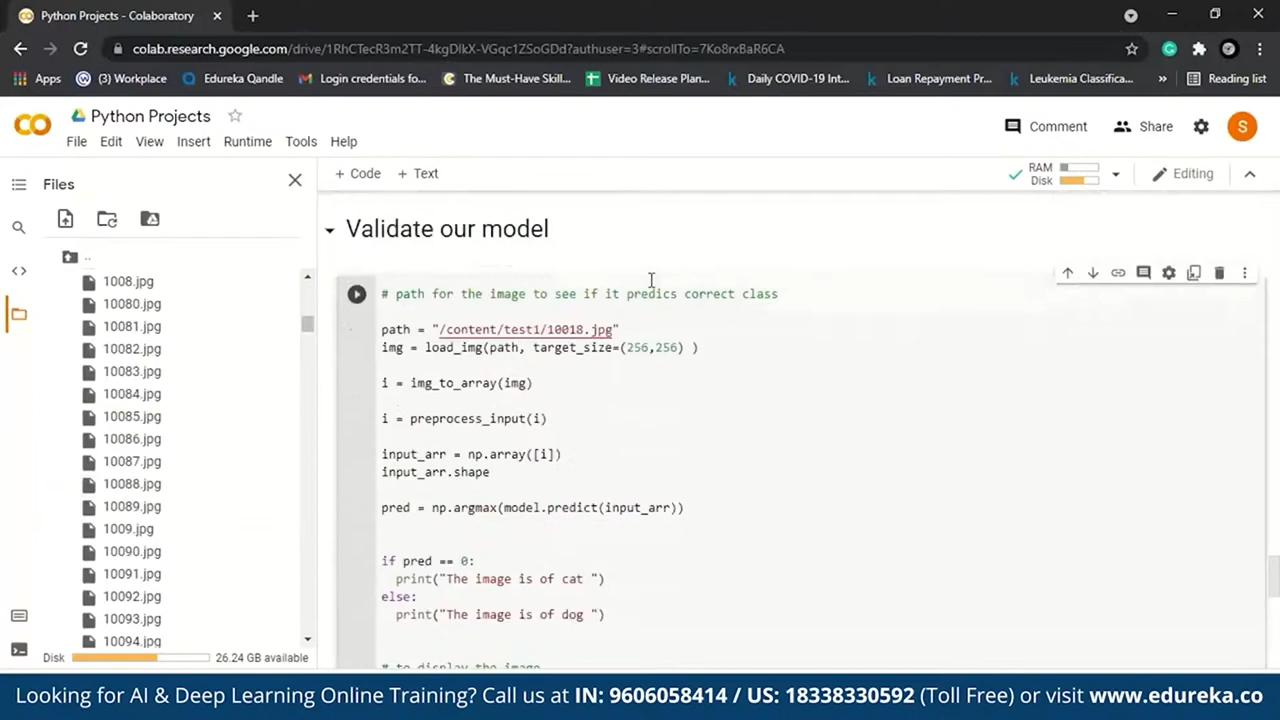 Python Projects - Colaboratory
colab.research.google.com/drive/1RhCTecR3m2TT-4kgDlkX-VGqc1ZSoGDd?authuser=3#scrollTo=7Ko8rxBaR6CA
Apps
(3) Workplace
Edureka Qandle
Login credentials fo...
The Must-Have Skil...
Video Release Plan...
Daily COVID-19 Int...
Loan Repayment Pr...
Leukemia Classifica...
»
Reading list
CO
Python Projects
Comment
Share
S
File Edit View Insert Runtime Tools Help
Files
+ Code + Text
RAM
Disk
Editing
..
1008.jpg
10080.jpg
10081.jpg
10082.jpg
10083.jpg
10084.jpg
10085.jpg
10086.jpg
10087.jpg
10088.jpg
10089.jpg
1009.jpg
10090.jpg
10091.jpg
10092.jpg
10093.jpg
10094.jpg
Disk 26.24 GB available
Validate our model
# path for the image to see if it predics correct class
path = "/content/test1/10018.jpg"
img = load_img(path, target_size=(256,256) )
i = img_to_array(img)
i = preprocess_input(i)
input_arr = np.array([i])
input_arr.shape
pred = np.argmax(model.predict(input_arr))
if pred == 0:
print("The image is of cat ")
else:
print("The image is of dog ")
# to display the image
Looking for AI & Deep Learning Online Training? Call us at IN: 9606058414 / US: 18338330592 (Toll Free) or visit www.edureka.co